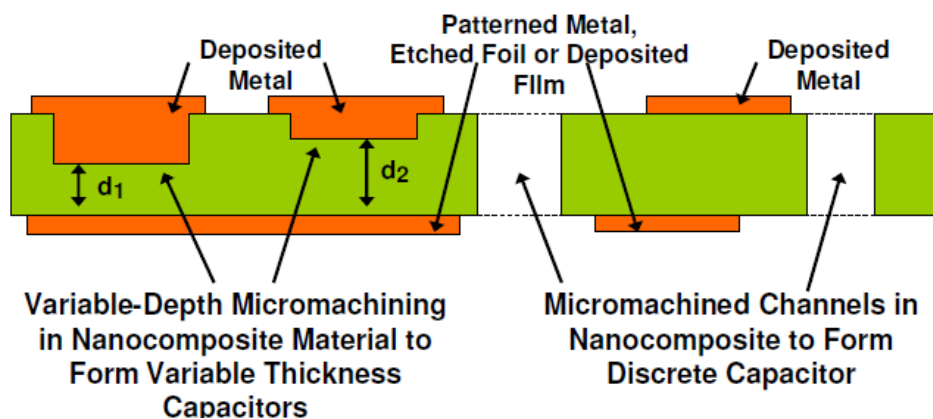 Deposited
Metal
Patterned Metal,
Etched Foil or Deposited
FIlm
Deposited
Metal
d1
d2
Variable-Depth Micromachining
in Nanocomposite Material to
Form Variable Thickness
Capacitors
Micromachined Channels in
Nanocomposite to Form
Discrete Capacitor